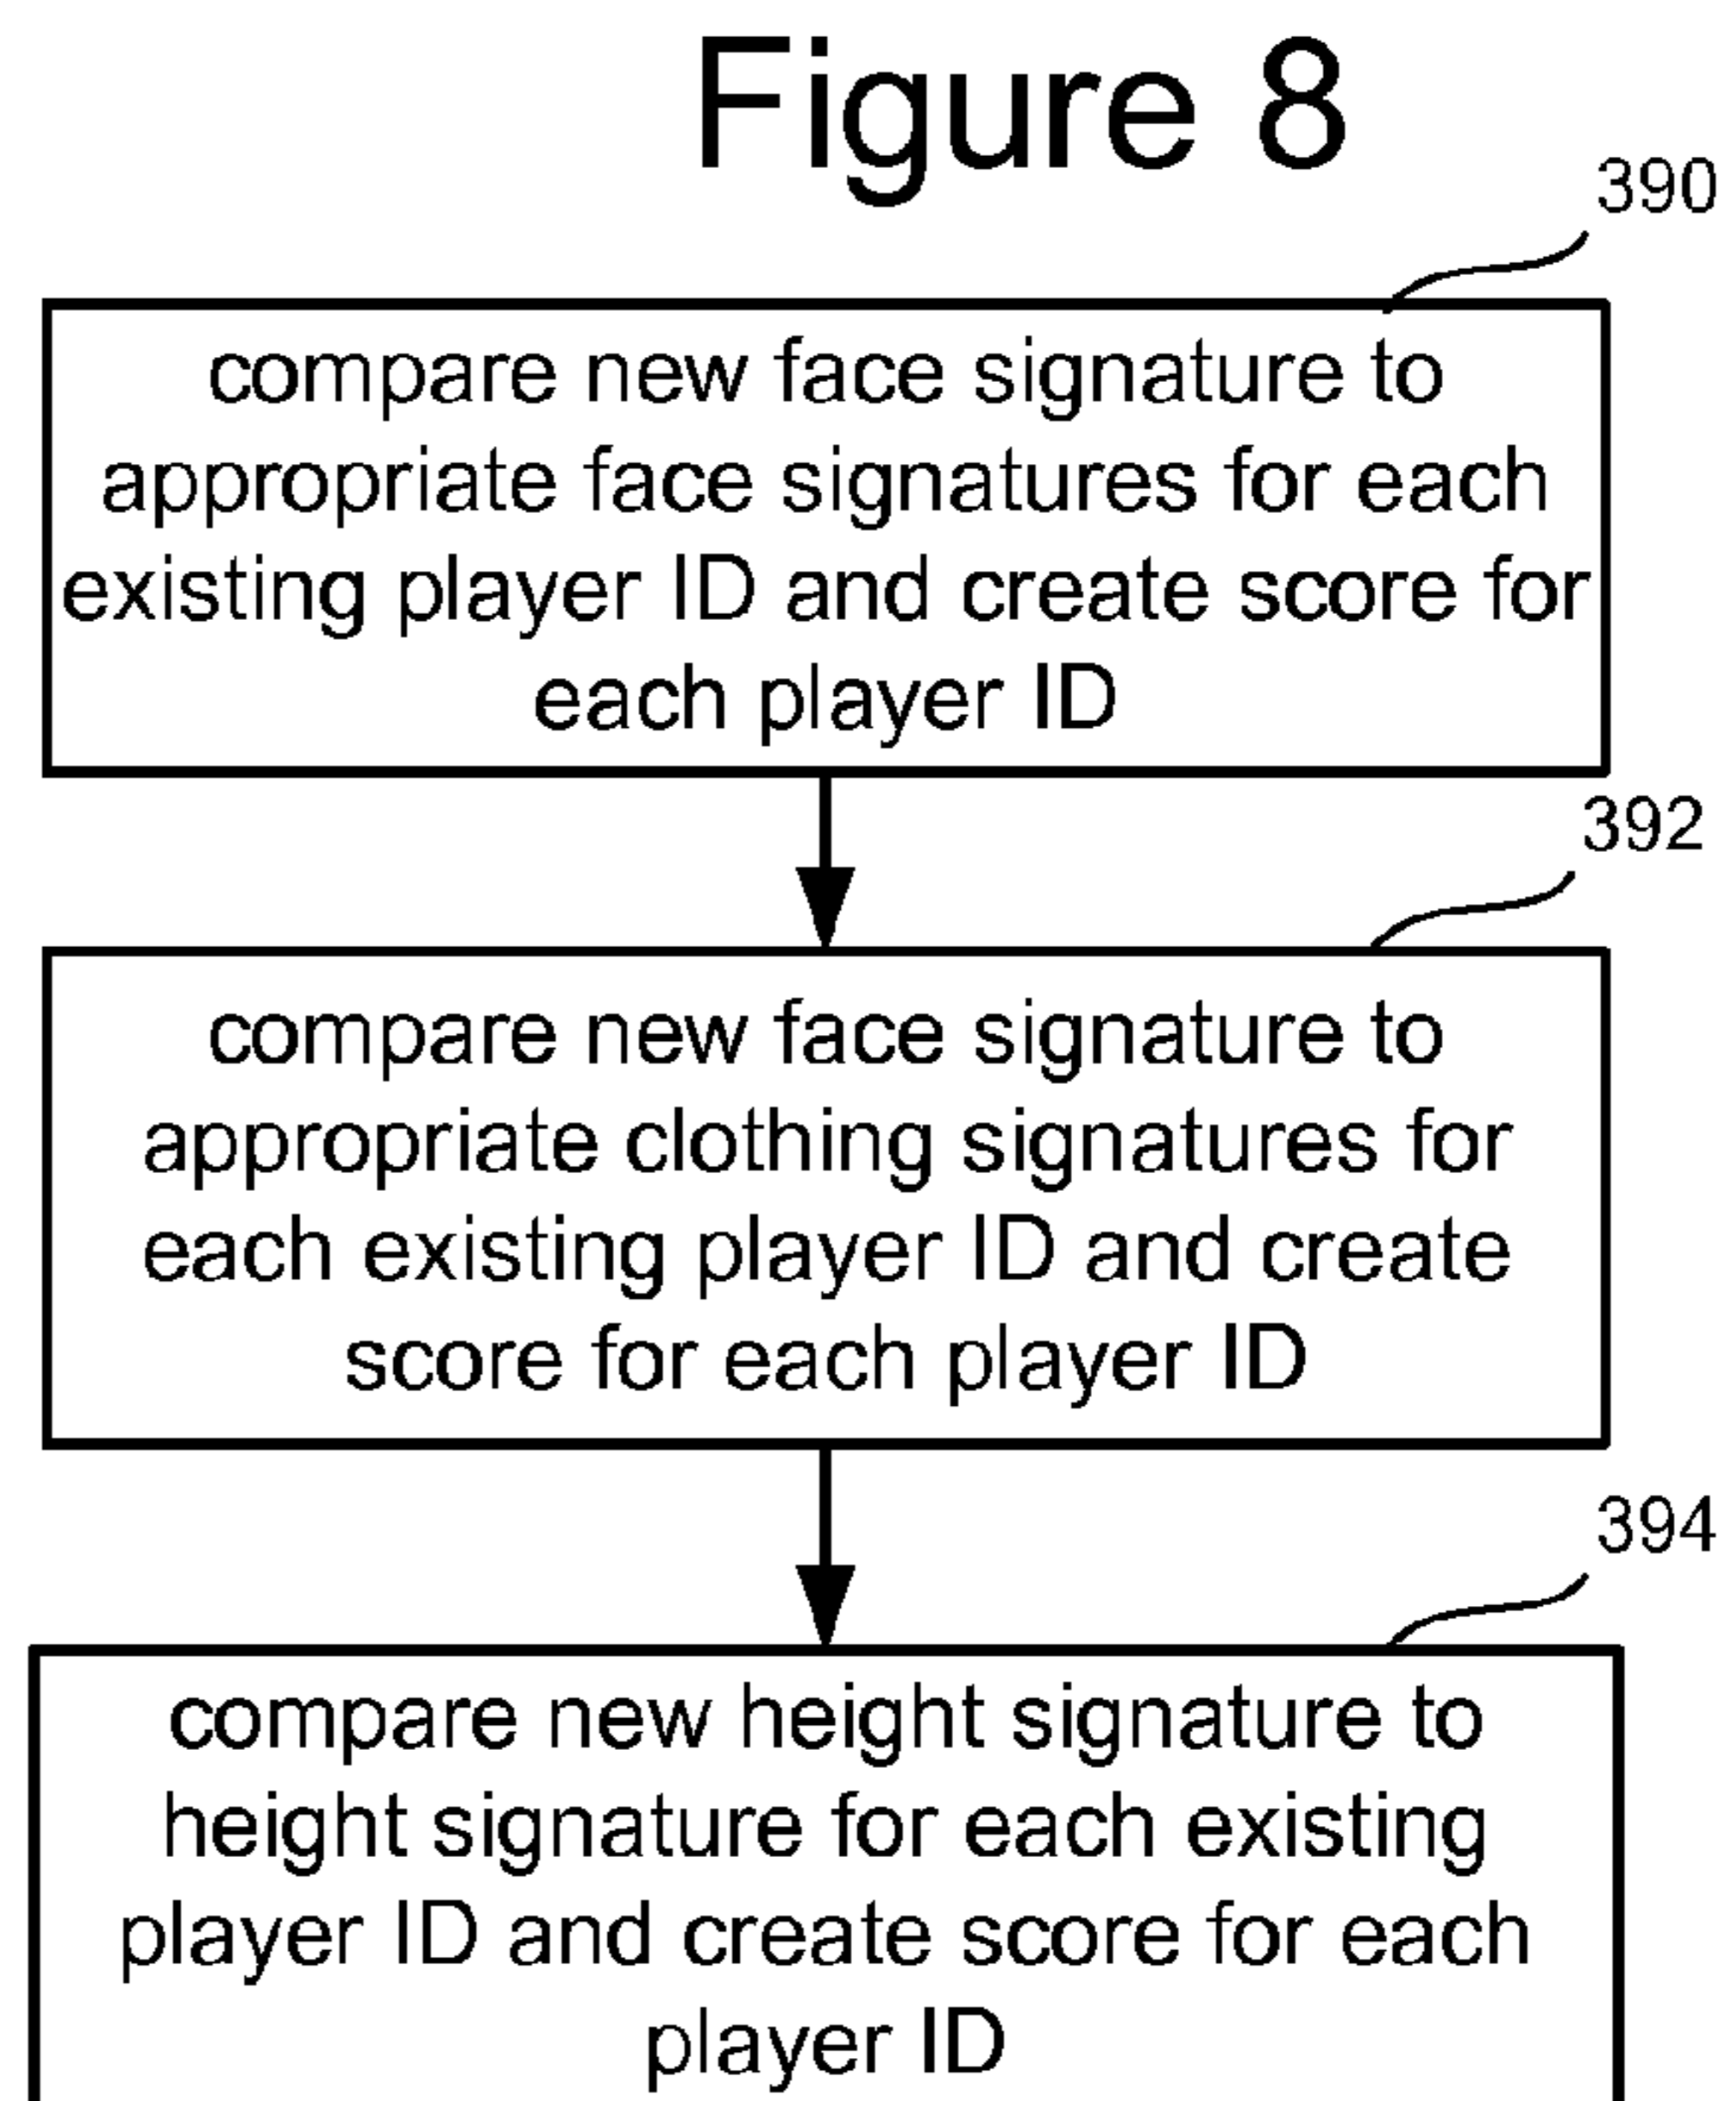 Figure 8
390
compare new face signature to
appropriate face signatures for each
existing player ID and create score for
each player ID
392
compare new face signature to
appropriate clothing signatures for
each existing player ID and create
score for each player ID
394
compare new height signature to
height signature for each existing
player ID and create score for each
player ID